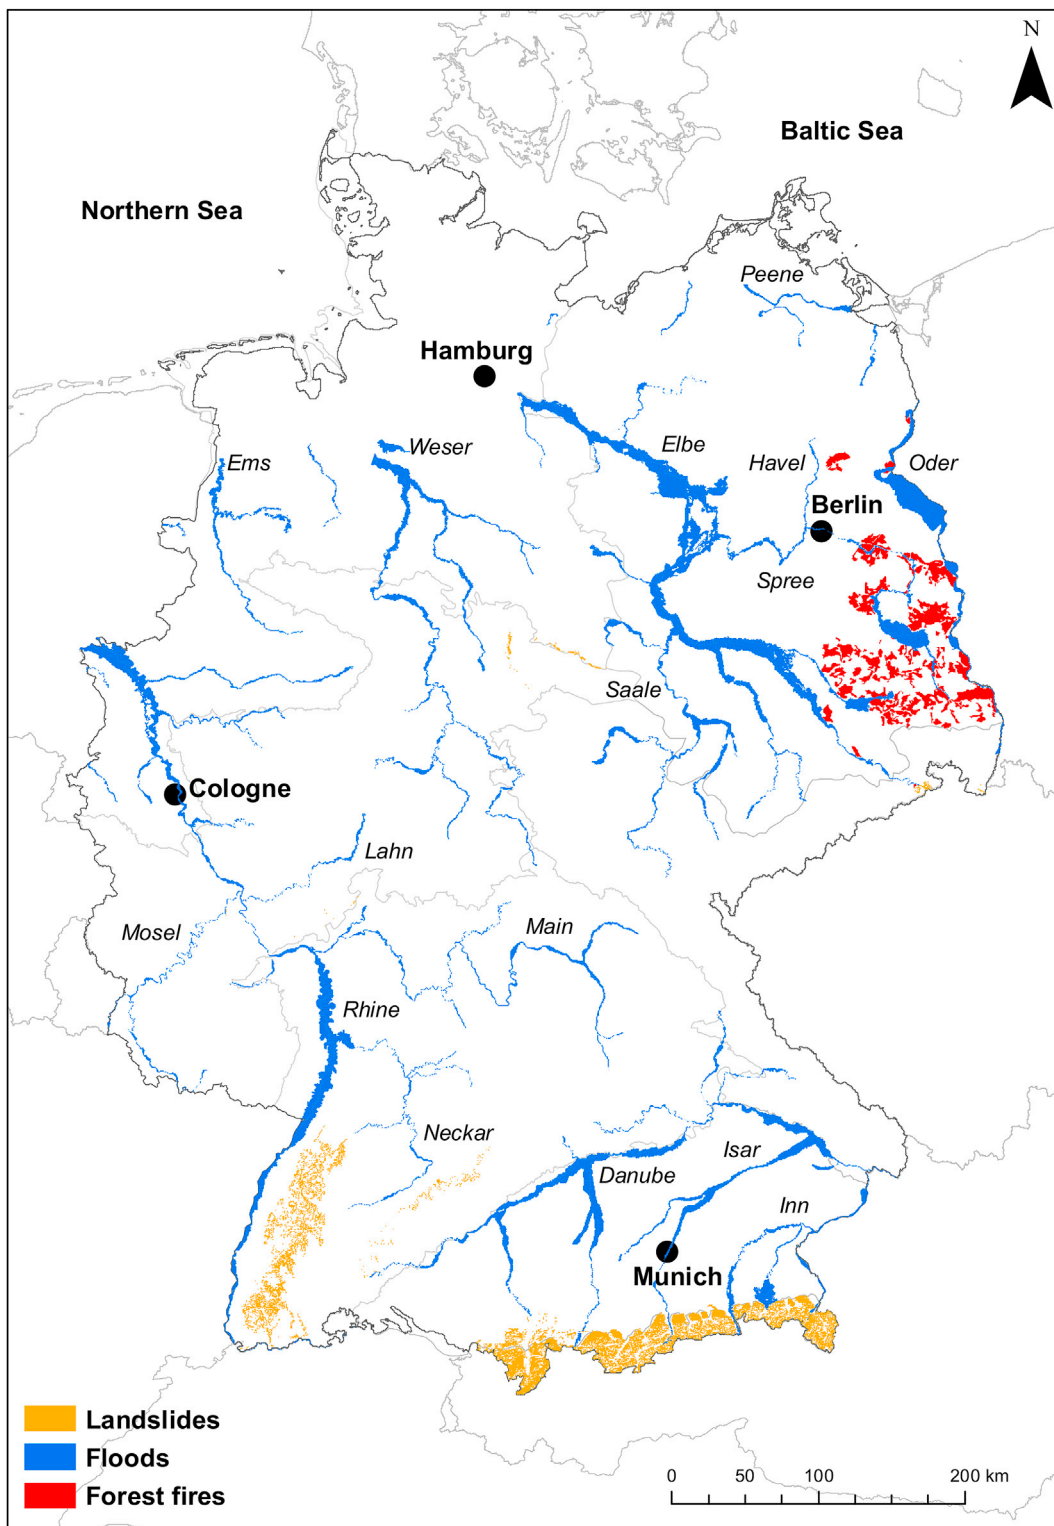 N
Baltic Sea
Northern Sea
Peene
Hamburg
Weser
Elbe
Ems
Havel
Oder
Berlin
Spree
Saale
Cologne
Lahn
Mosel
Main
Rhine
Neckar
Isar
Danube
Inn
Munich
Landslides
Floods
Forest fires
0 50 100 200 km